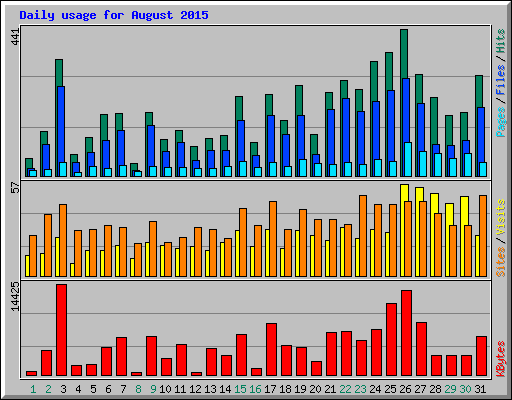 Daily usage for August 2015
441
Pages / Files / Hits
57
Sites / Visits
14425
KBytes
1 2 3 4 5 6 7 8 9 10 11 12 13 14 15 16 17 18 19 20 21 22 23 24 25 26 27 28 29 30 31